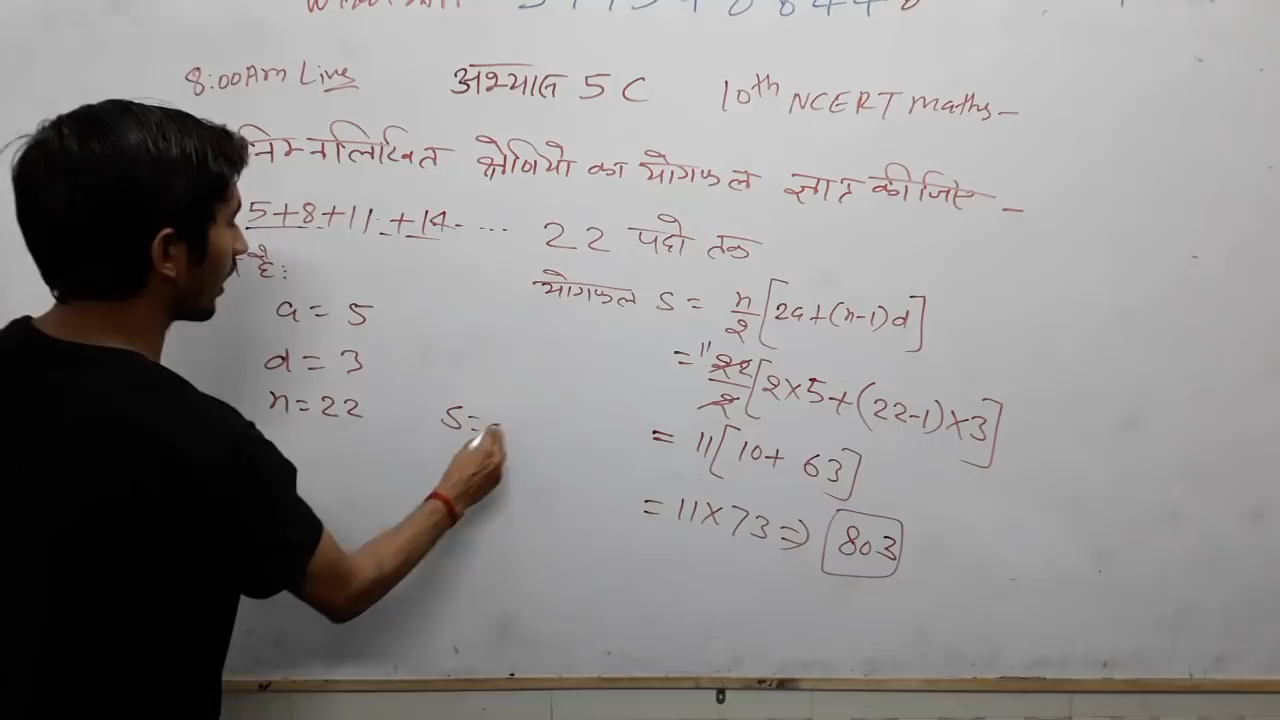 8:00Am Live अभ्यास 5 C 10th NCERT Maths-
निम्नलिखित श्रेणियो का योगफल ज्ञात कीजिए -
5+8+11+14- ... 22 पदो तक
है:
a = 5
d = 3
n = 22
योगफल S = n/2 [2a+(n-1)d]
= 11 22/2 [2×5+(22-1)×3]
= 11[10+ 63]
= 11×73 ⇒ 803
S =